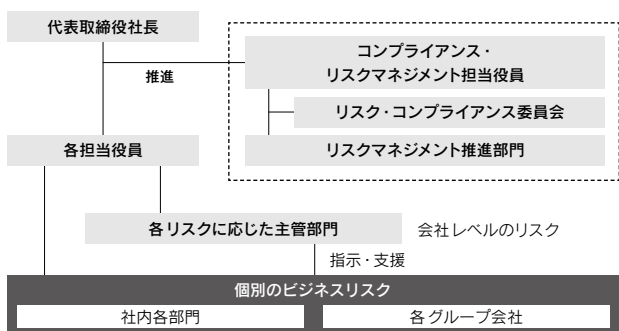 代表取締役社長
コンプライアンス・
リスクマネジメント担当役員
推進
リスク・コンプライアンス委員会
各担当役員
リスクマネジメント推進部門
各リスクに応じた主管部門
会社レベルのリスク
指示・支援
個別のビジネスリスク
社内各部門
各グループ会社